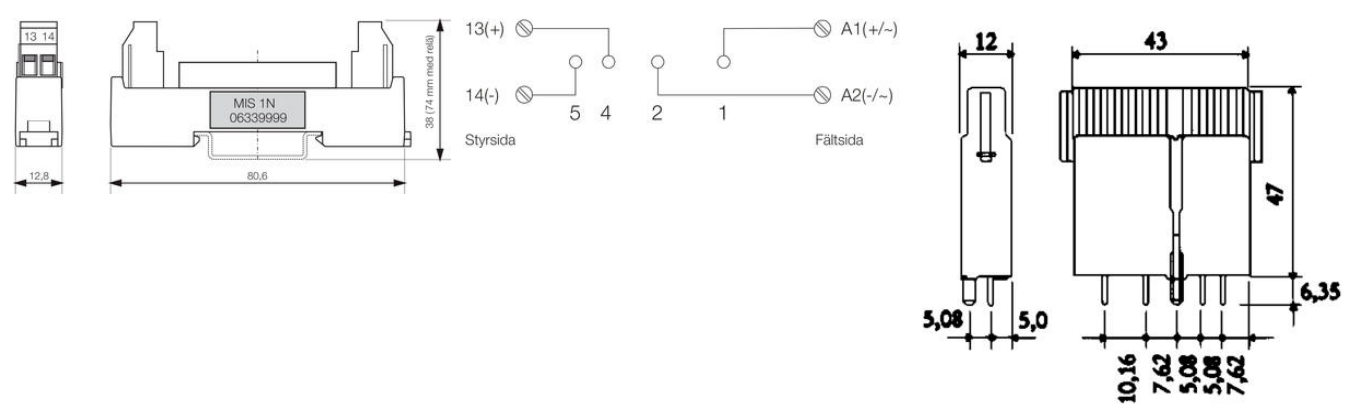 13 14
12,8
MIS 1N
06339999
80,6
38 (74 mm med relä)
13(+)
A1(+/~)
14(-)
A2(-/~)
5 4 2 1
Styrsida
Fältsida
12
43
47
6,35
5,08
5,0
10,16
7,62
5,08
5,08
7,62